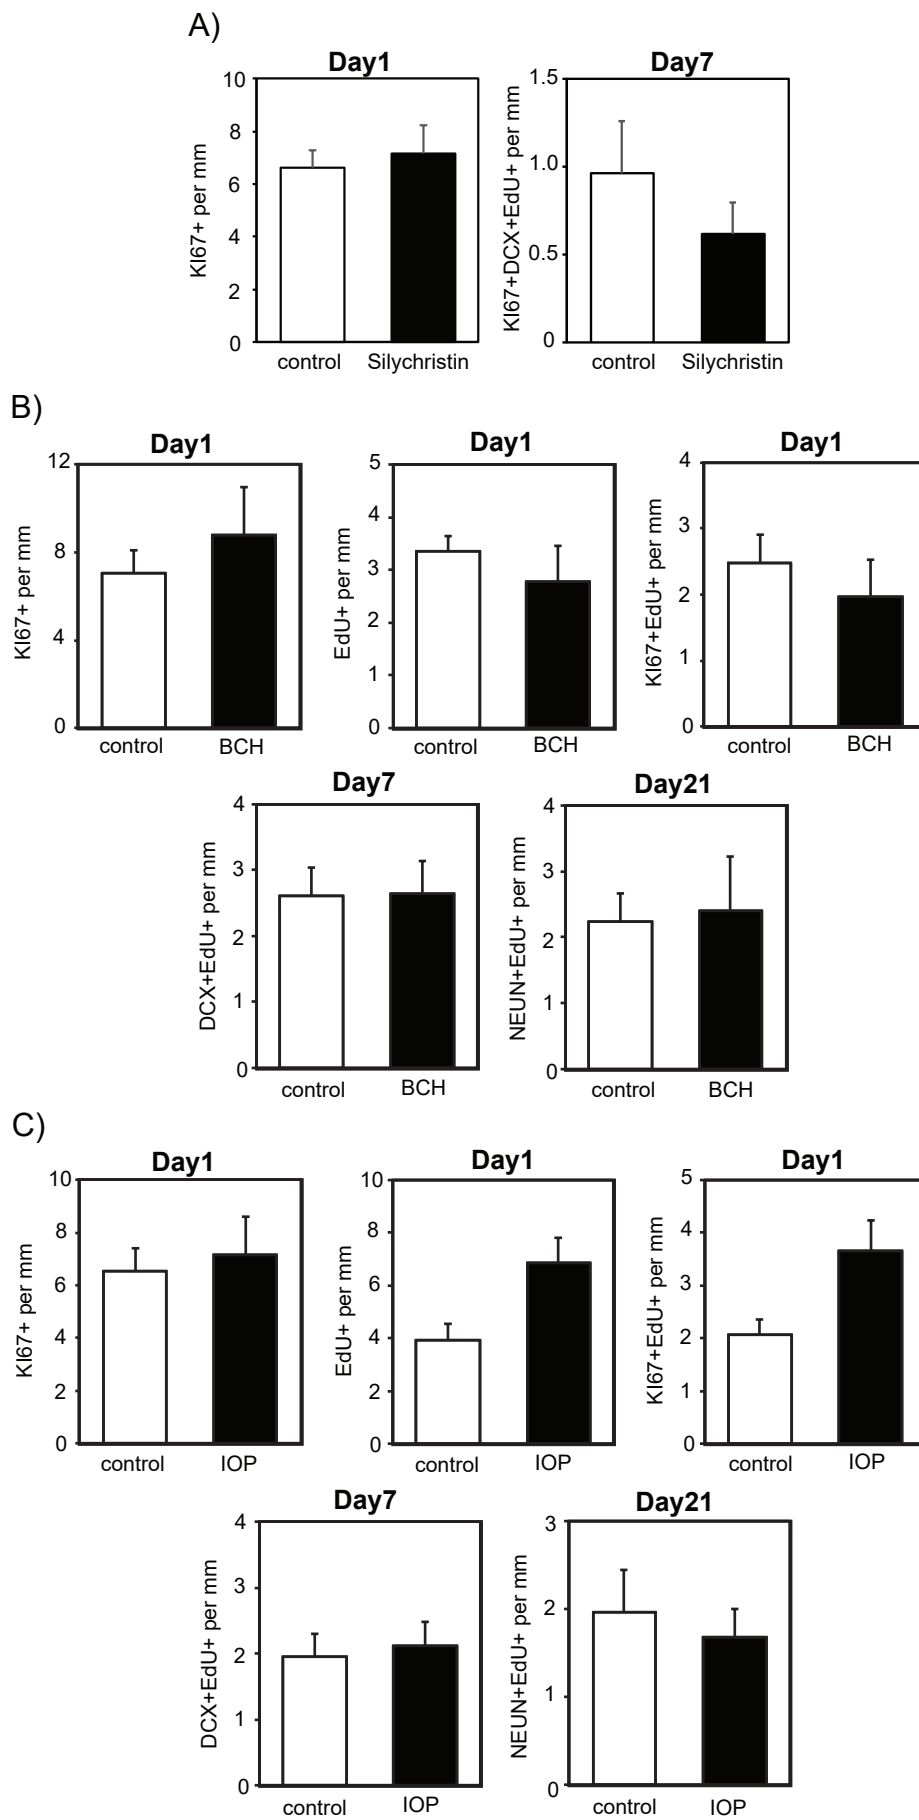 A)
Day1
Day7
KI67+ per mm
10
8
6
4
2
0
control
Silychristin
KI67+DCX+EdU+ per mm
1.5
1.0
0.5
0
control
Silychristin
B)
Day1
Day1
Day1
KI67+ per mm
12
8
4
0
control
BCH
EdU+ per mm
5
4
3
2
1
0
control
BCH
KI67+EdU+ per mm
4
3
2
1
0
control
BCH
Day7
Day21
DCX+EdU+ per mm
4
3
2
1
0
control
BCH
NEUN+EdU+ per mm
4
3
2
1
0
control
BCH
C)
Day1
Day1
Day1
KI67+ per mm
10
8
6
4
2
0
control
IOP
EdU+ per mm
10
8
6
4
2
0
control
IOP
KI67+EdU+ per mm
5
4
3
2
1
0
control
IOP
Day7
Day21
DCX+EdU+ per mm
4
3
2
1
0
control
IOP
NEUN+EdU+ per mm
3
2
1
0
control
IOP